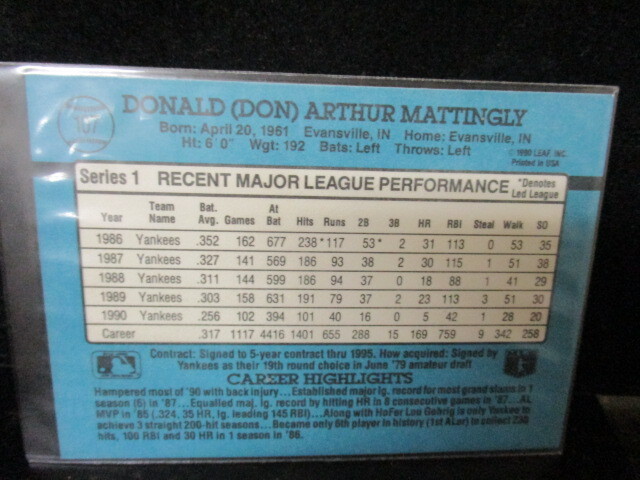 107
DONALD (DON) ARTHUR MATTINGLY
Born: April 20, 1961 Evansville, IN Home: Evansville, IN
Ht: 6'0" Wgt: 192 Bats: Left Throws: Left
© 1990 LEAF, INC.
Printed in USA
Series 1 RECENT MAJOR LEAGUE PERFORMANCE *Denotes Led League
Year Team Name Bat. Avg. Games At Bat Hits Runs 2B 3B HR RBI Steal Walk SO
1986 Yankees .352 162 677 238* 117 53* 2 31 113 0 53 35
1987 Yankees .327 141 569 186 93 38 2 30 115 1 51 38
1988 Yankees .311 144 599 186 94 37 0 18 88 1 41 29
1989 Yankees .303 158 631 191 79 37 2 23 113 3 51 30
1990 Yankees .256 102 394 101 40 16 0 5 42 1 28 20
Career .317 1117 4416 1401 655 288 15 169 759 9 342 258
Contract: Signed to 5-year contract thru 1995. How acquired: Signed by
Yankees as their 19th round choice in June '79 amateur draft
CAREER HIGHLIGHTS
Hampered most of '90 with back injury...Established major lg. record for most grand slams in 1
season (6) in '87...Equaled maj. lg. record by hitting HR in 8 consecutive games in '87...AL
MVP in '85 (.324, 35 HR, lg. leading 145 RBI)...Along with HoFer Lou Gehrig is only Yankee to
achieve 3 straight 200-hit seasons...Became only 6th player in history (1st ALer) to collect 230
hits, 100 RBI and 30 HR in 1 season in '86.